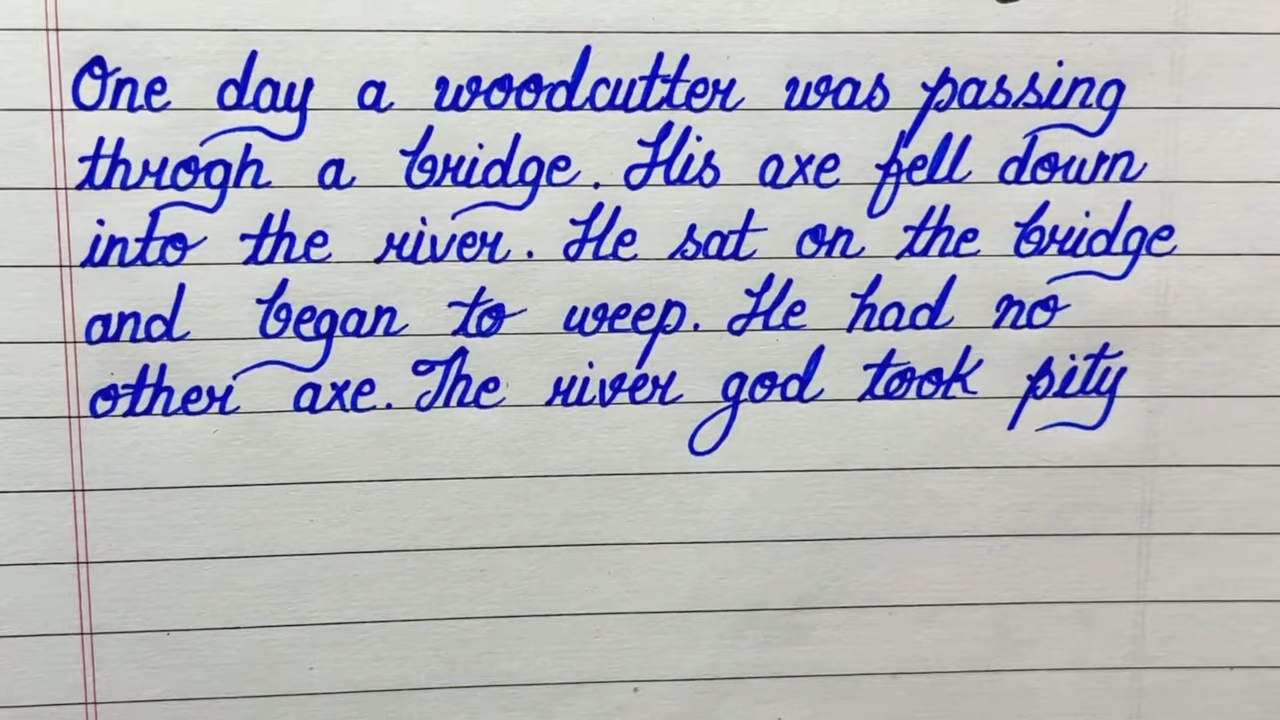 One day a woodcutter was passing
throgh a bridge. His axe fell down
into the river. He sat on the bridge
and began to weep. He had no
other axe. The river god took pity